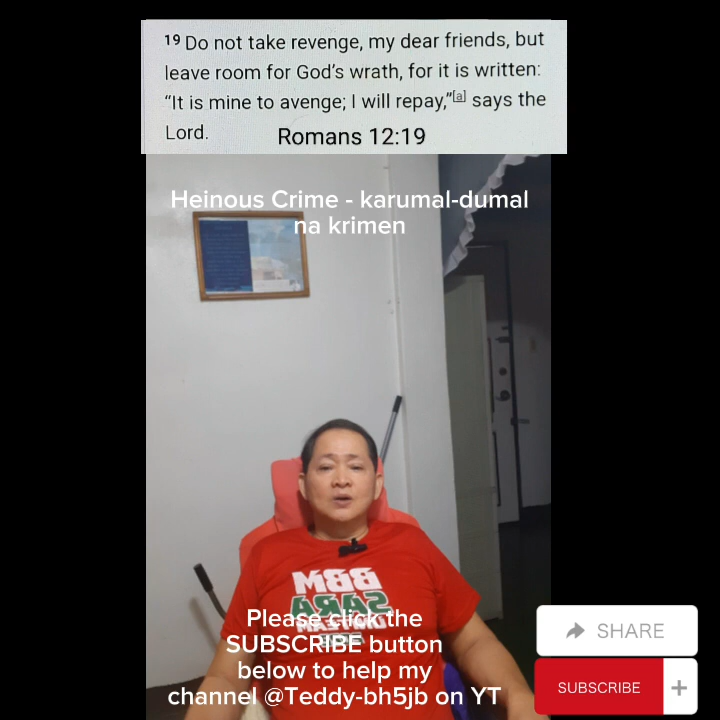 19 Do not take revenge, my dear friends, but
leave room for God's wrath, for it is written:
“It is mine to avenge; I will repay,”[a] says the
Lord.
Romans 12:19
Heinous Crime - karumal-dumal
na krimen
BBM
SARA
Please click the
SUBSCRIBE button
below to help my
channel @Teddy-bh5jb on YT
SHARE
SUBSCRIBE +